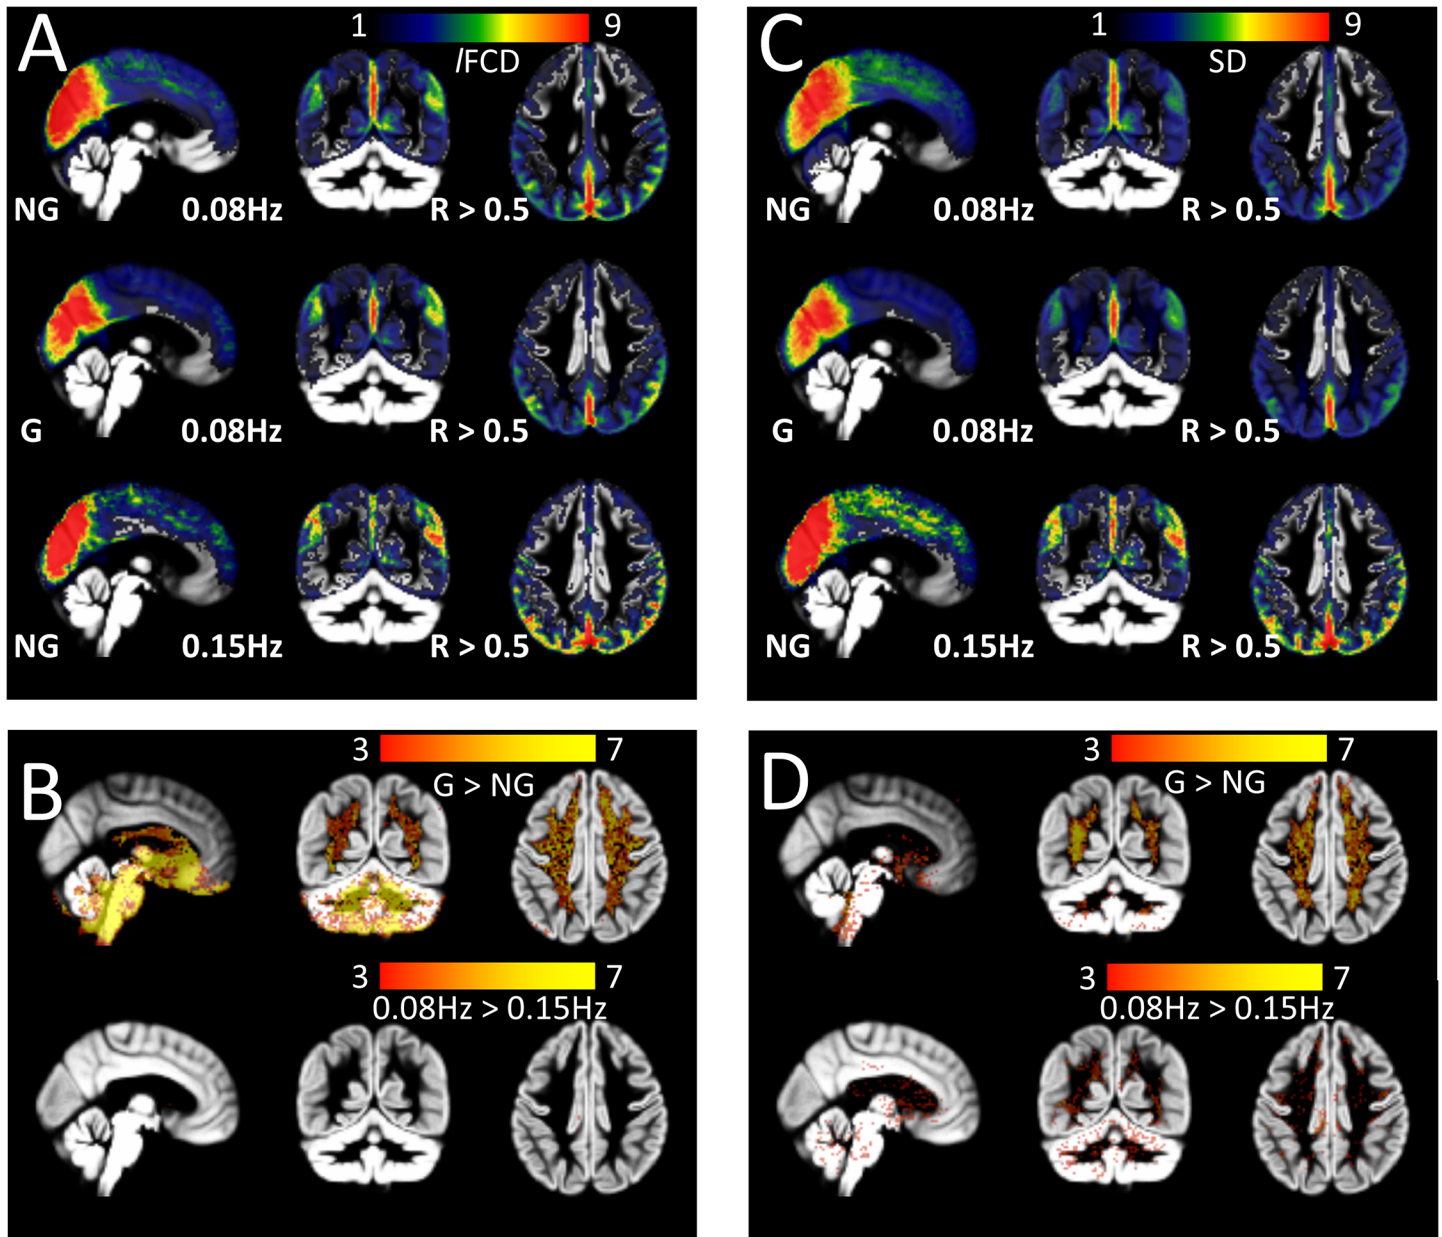 A
1 9
lFCD
NG 0.08Hz R > 0.5
G 0.08Hz R > 0.5
NG 0.15Hz R > 0.5
C
1 9
SD
NG 0.08Hz R > 0.5
G 0.08Hz R > 0.5
NG 0.15Hz R > 0.5
B
3 7
G > NG
3 7
0.08Hz > 0.15Hz
D
3 7
G > NG
3 7
0.08Hz > 0.15Hz